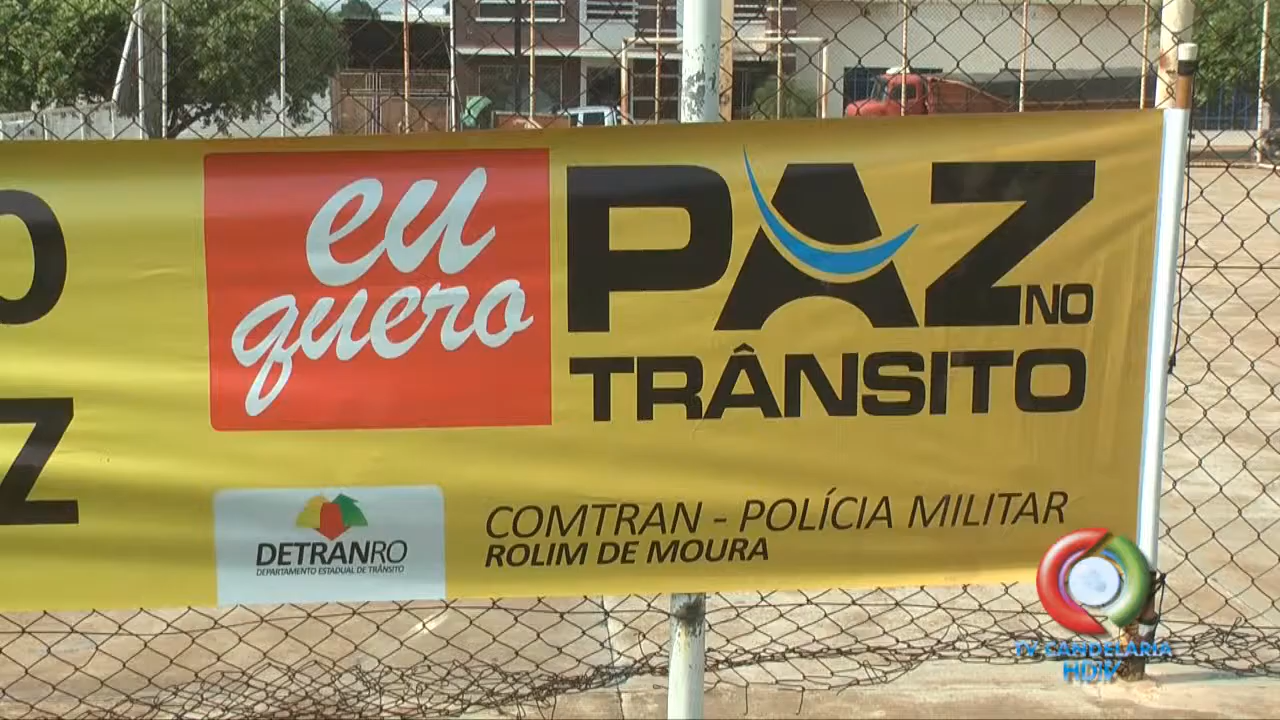 O
Z
eu
quero
PAZ NO
TRÂNSITO
DETRANRO
DEPARTAMENTO ESTADUAL DE TRÂNSITO
COMTRAN - POLÍCIA MILITAR
ROLIM DE MOURA
TV CANDELÁRIA
HDTV